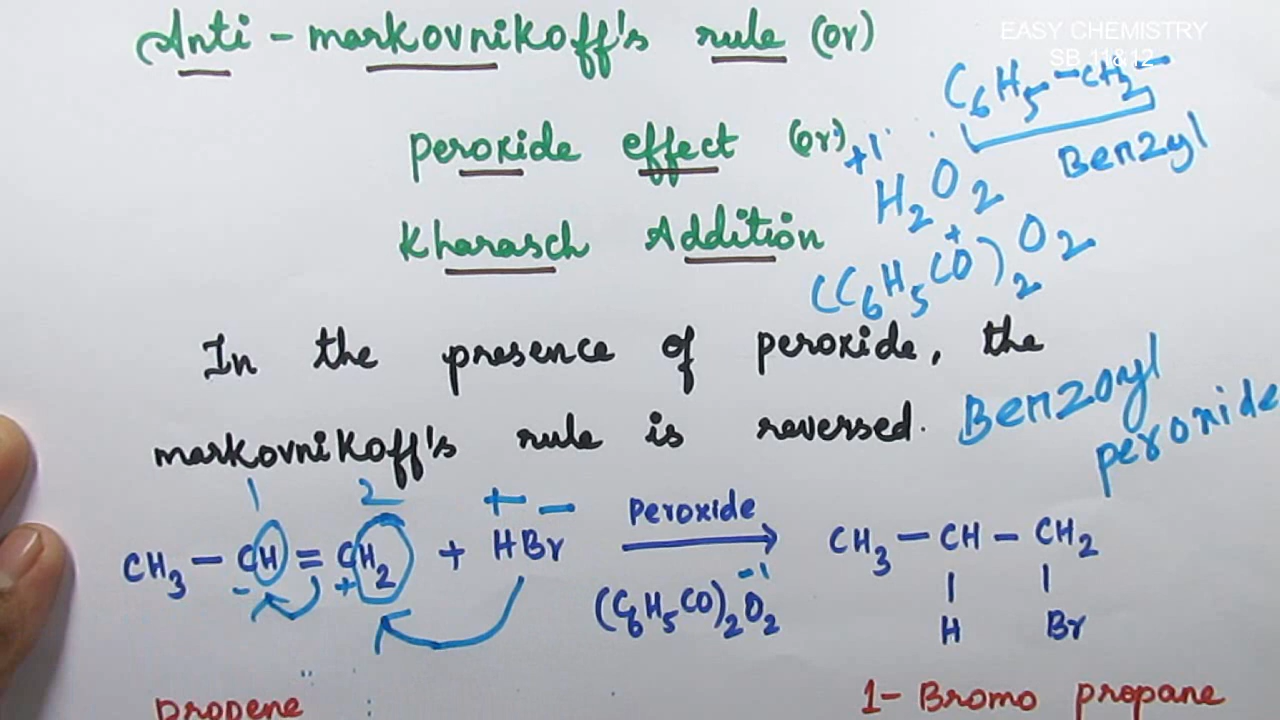 Anti - markovnikoff's rule (or)
EASY CHEMISTRY
SB 11&12
C6H5-CH2-
Benzyl
peroxide effect (or)
+1
H2O2
Kharasch Addition
+
(C6H5CO)2O2
In the presence of peroxide, the
markovnikoff's rule is reversed.
Benzoyl
peroxide
1 2 + -
CH3 - CH = CH2 + HBr Peroxide → CH3 - CH - CH2
- + (C6H5CO)2O2 -1
| |
H Br
propene 1- Bromo propane